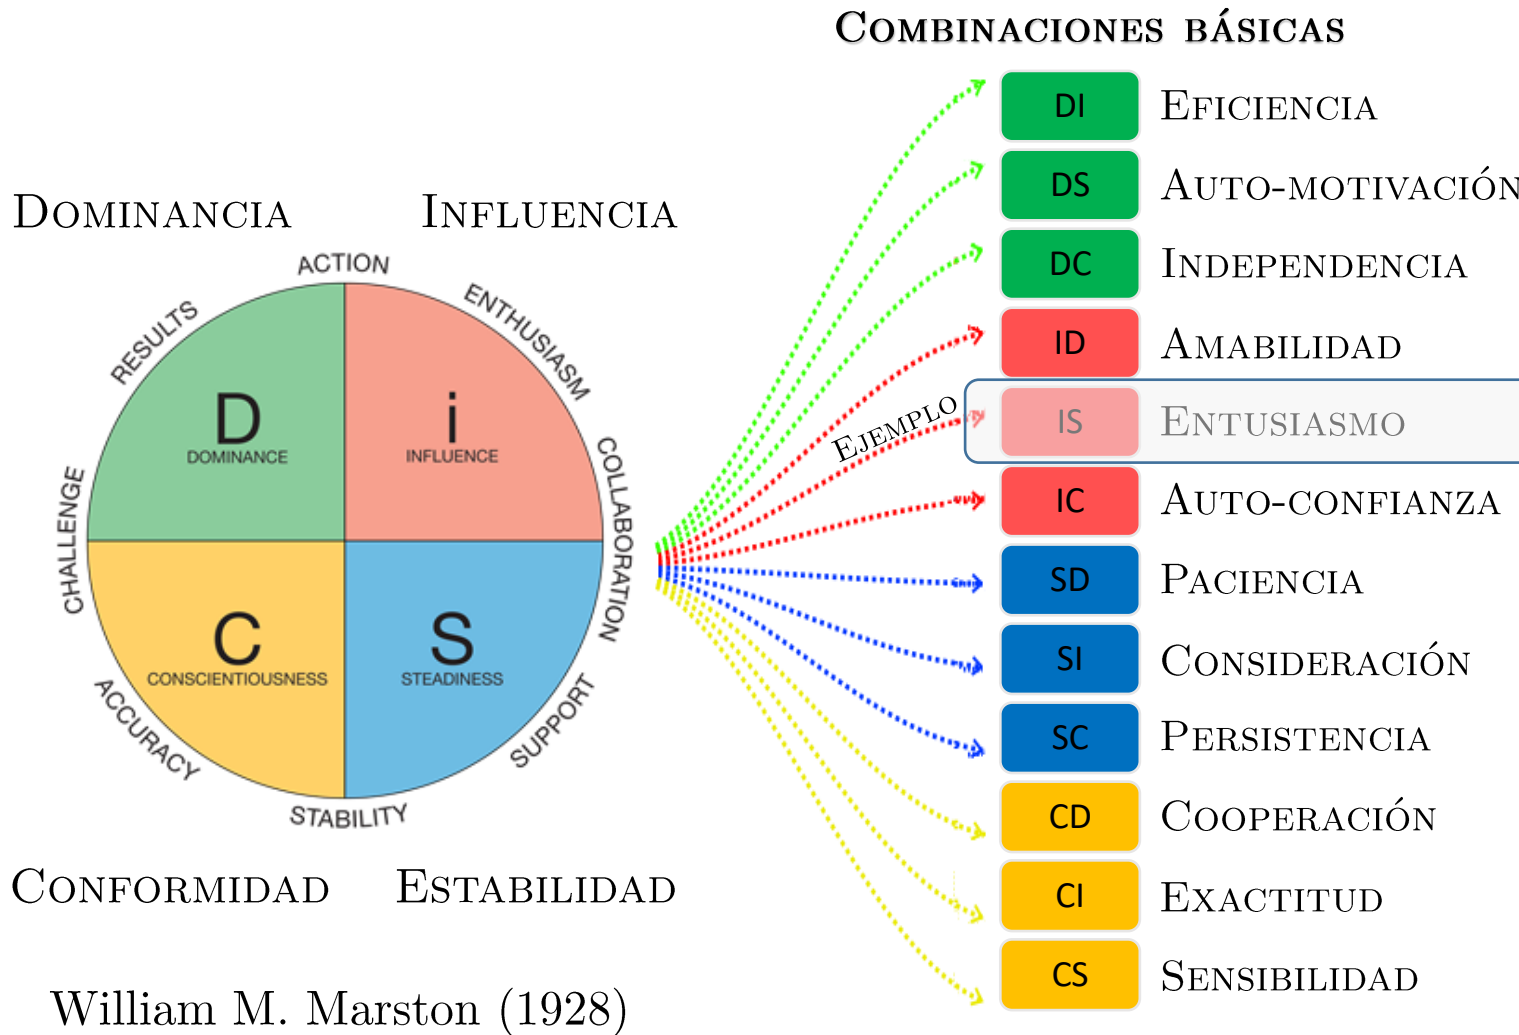 Combinaciones básicas
DI Eficiencia
DS Auto-motivación
DC Independencia
ID Amabilidad
IS Entusiasmo
IC Auto-confianza
SD Paciencia
SI Consideración
SC Persistencia
CD Cooperación
CI Exactitud
CS Sensibilidad
Ejemplo
Dominancia Influencia
ACTION
RESULTS
ENTHUSIASM
CHALLENGE
COLLABORATION
D
DOMINANCE
i
INFLUENCE
C
CONSCIENTIOUSNESS
S
STEADINESS
ACCURACY
SUPPORT
STABILITY
Conformidad Estabilidad
William M. Marston (1928)